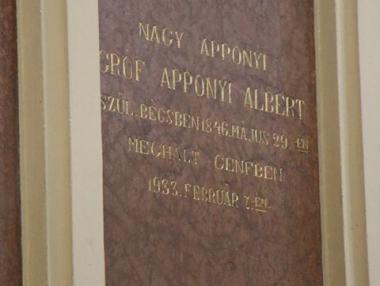 NAGY APPONYI
GRÓF APPONYI ALBERT
SZÜL. BÉCSBEN 1846. MÁJUS 29.-ÉN
MEGHALT GENFBEN
1933. FEBRUÁR 7.-ÉN